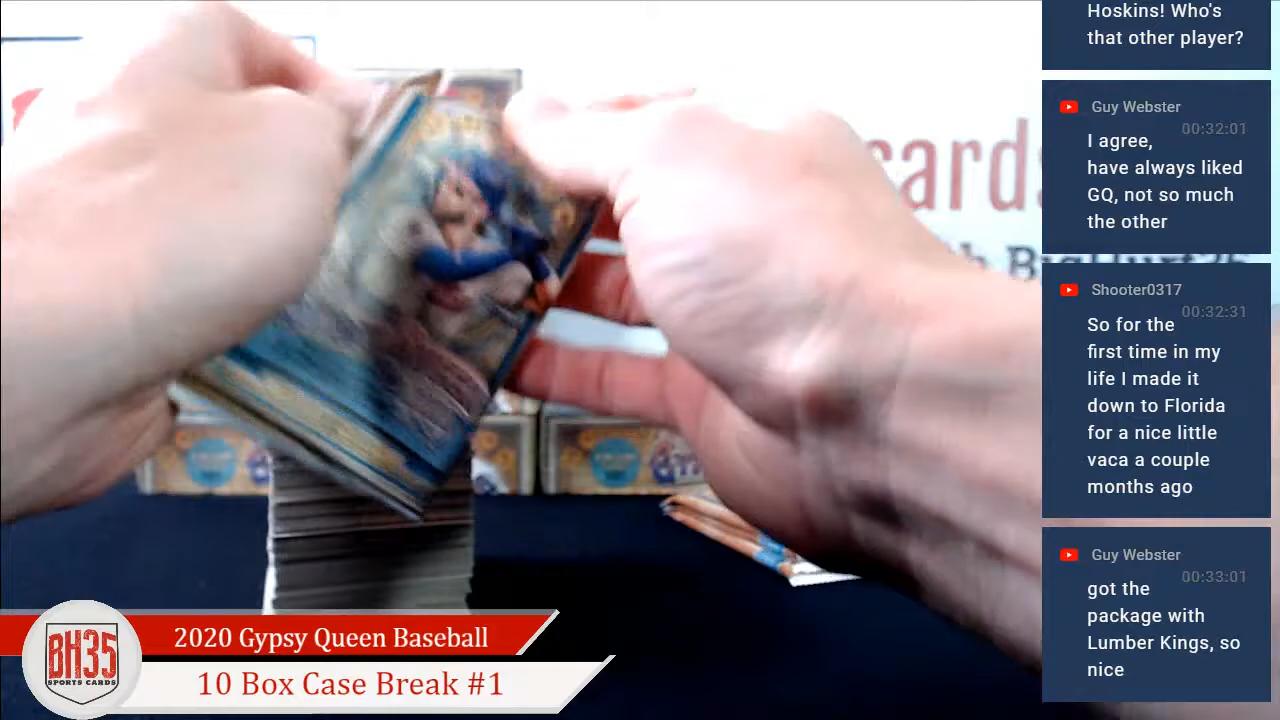 Hoskins! Who's
that other player?
Guy Webster
00:32:01
I agree,
have always liked
GQ, not so much
the other
Shooter0317
00:32:31
So for the
first time in my
life I made it
down to Florida
for a nice little
vaca a couple
months ago
Guy Webster
00:33:01
got the
package with
Lumber Kings, so
nice
cards
BH35
SPORTS CARDS
2020 Gypsy Queen Baseball
10 Box Case Break #1